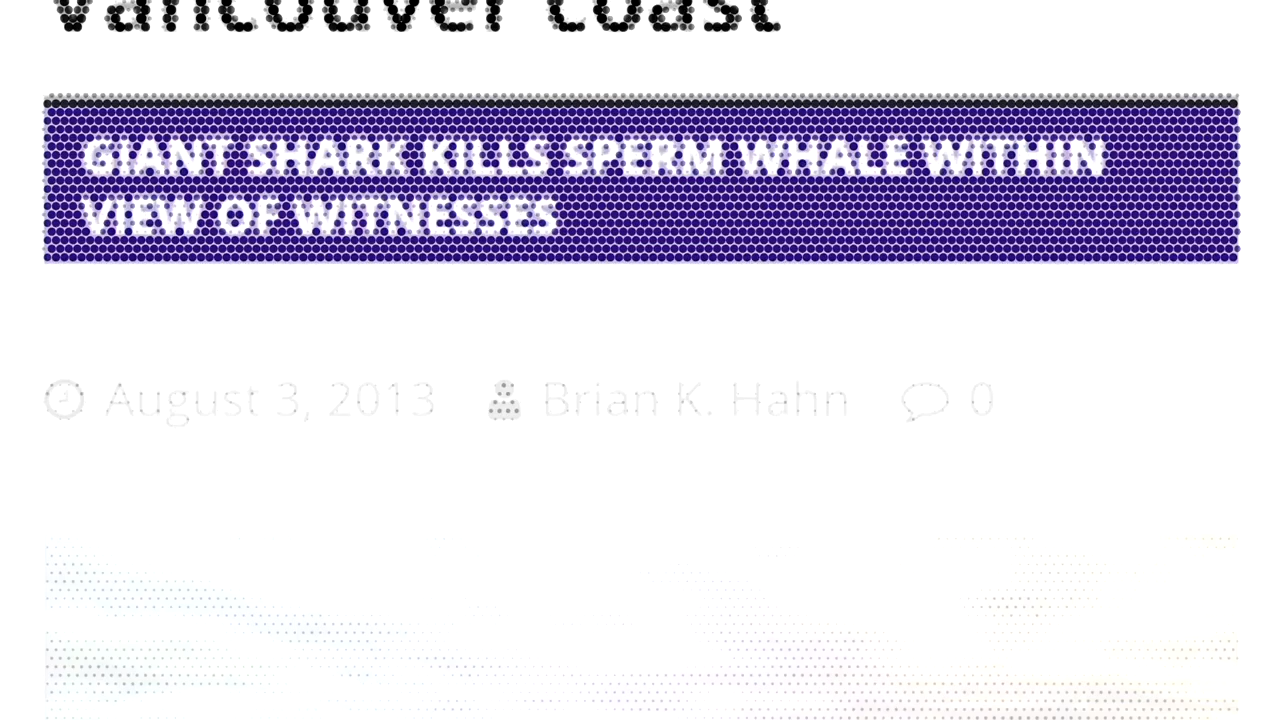 Vancouver coast
GIANT SHARK KILLS SPERM WHALE WITHIN
VIEW OF WITNESSES
August 3, 2013 Brian K. Hahn 0